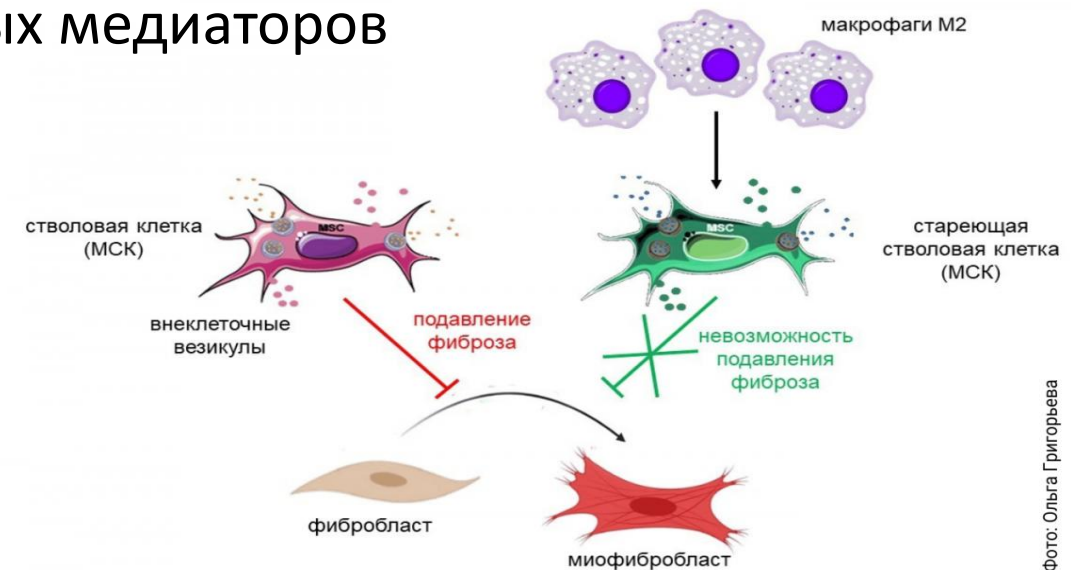 ых медиаторов
макрофаги М2
стволовая клетка
(МСК)
MSC
MSC
стареющая
стволовая клетка
(МСК)
внеклеточные
везикулы
подавление
фиброза
невозможность
подавления
фиброза
фибробласт
миофибробласт
Фото: Ольга Григорьева